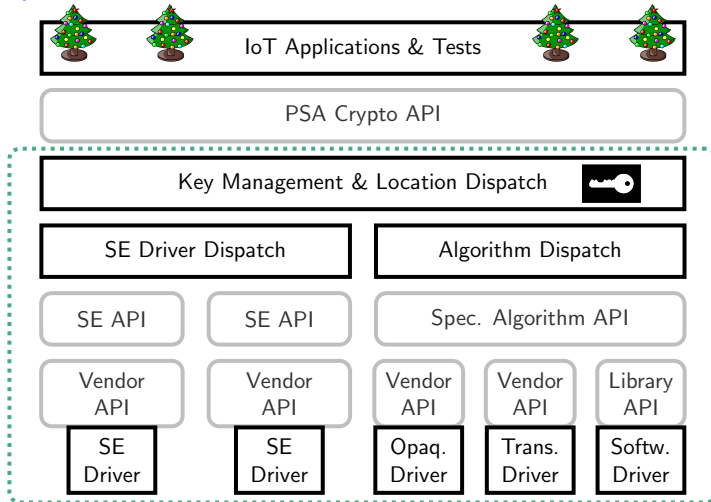 IoT Applications & Tests
PSA Crypto API
Key Management & Location Dispatch
SE Driver Dispatch
Algorithm Dispatch
SE API
SE API
Spec. Algorithm API
Vendor
API
Vendor
API
Vendor
API
Vendor
API
Library
API
SE
Driver
SE
Driver
Opaq.
Driver
Trans.
Driver
Softw.
Driver